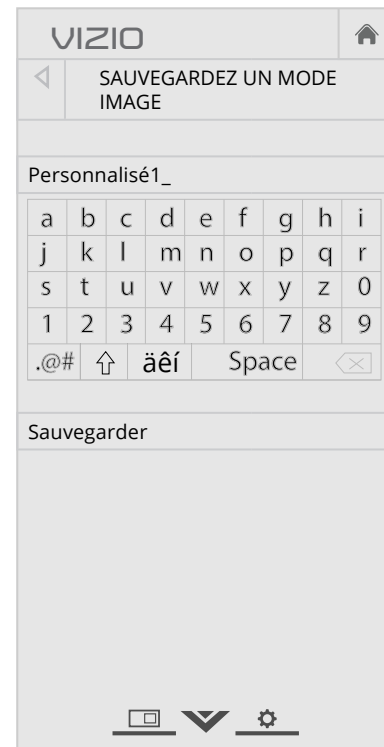 VIZIO
SAUVEGARDEZ UN MODE
IMAGE
Personnalisé1_
a b c d e f g h i
j k l m n o p q r
s t u v w x y z 0
1 2 3 4 5 6 7 8 9
.@# äêí Space
Sauvegarder